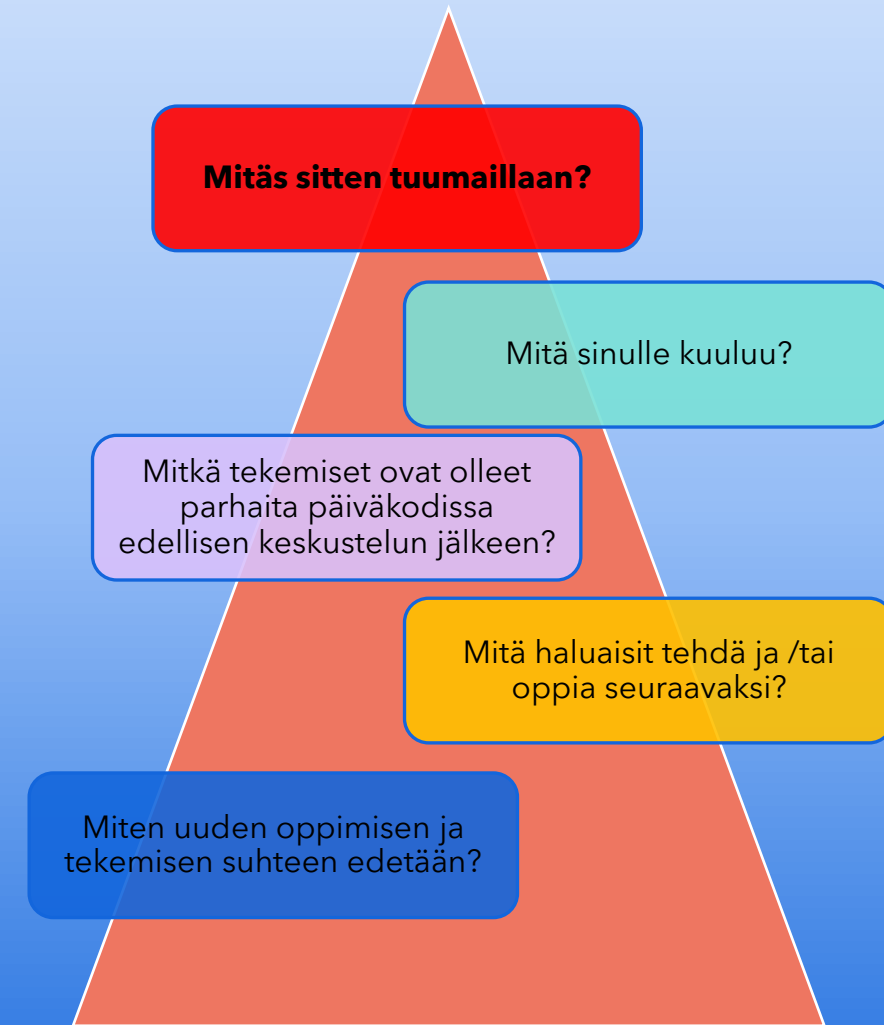 Mitäs sitten tuumaillaan?
Mitä sinulle kuuluu?
Mitkä tekemiset ovat olleet
parhaita päiväkodissa
edellisen keskustelun jälkeen?
Mitä haluaisit tehdä ja /tai
oppia seuraavaksi?
Miten uuden oppimisen ja
tekemisen suhteen edetään?